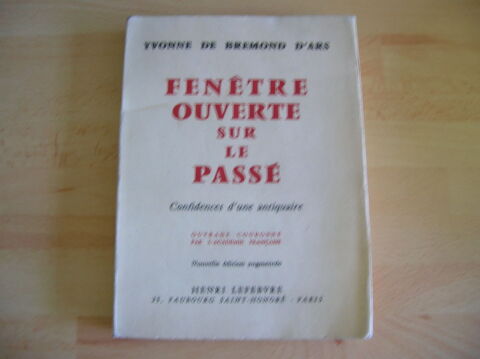 YVONNE DE BREMOND D'ARS
FENÊTRE
OUVERTE
SUR
LE
PASSÉ
Confidences d'une antiquaire
OUVRAGE COURONNÉ
PAR L'ACADÉMIE FRANÇAISE
Nouvelle édition augmentée
HENRI LEFEBVRE
FAUBOURG SAINT-HONORÉ - PARIS